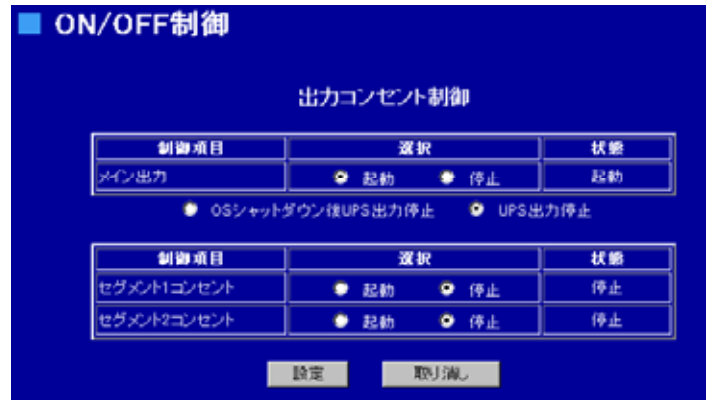 ON/OFF制御
出力コンセント制御
制御項目 選択 状態
メイン出力 起動 停止 起動
OSシャットダウン後UPS出力停止 UPS出力停止
制御項目 選択 状態
セグメント1コンセント 起動 停止 停止
セグメント2コンセント 起動 停止 停止
設定 取り消し